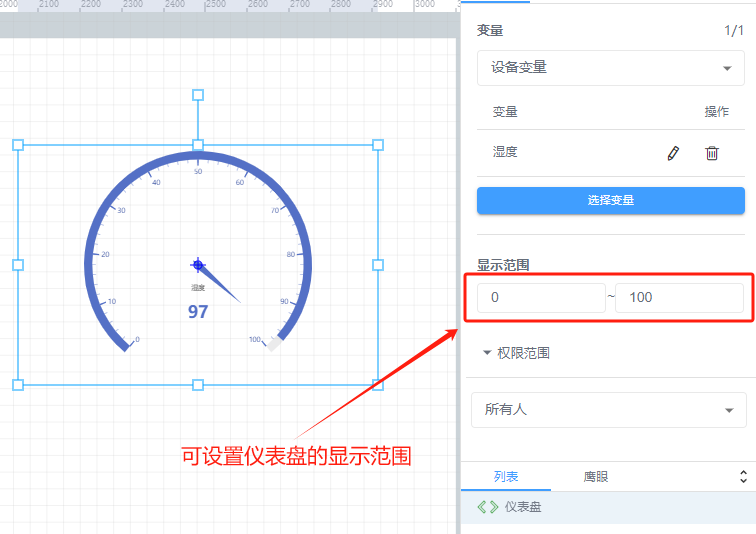 2000 2100 2200 2300 2400 2500 2600 2700 2800 2900 3000
变量 1/1
设备变量
变量 操作
湿度
选择变量
显示范围
0 ~ 100
权限范围
所有人
列表 鹰眼
仪表盘
50
40 60
30 70
20 80
10 90
0 100
湿度
97
可设置仪表盘的显示范围